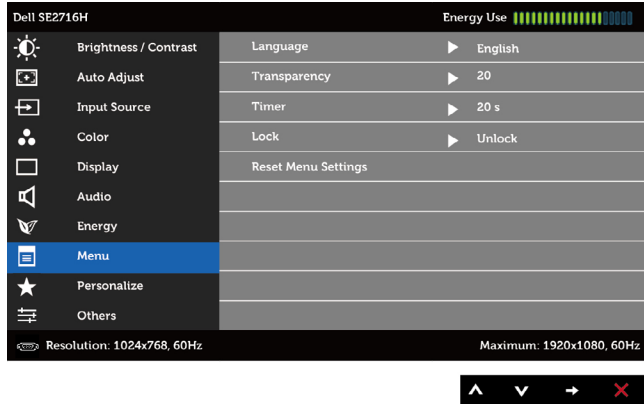 Dell SE2716H Energy Use
Brightness / Contrast Language English
Auto Adjust Transparency 20
Input Source Timer 20 s
Color Lock Unlock
Display Reset Menu Settings
Audio
Energy
Menu
Personalize
Others
Resolution: 1024x768, 60Hz Maximum: 1920x1080, 60Hz